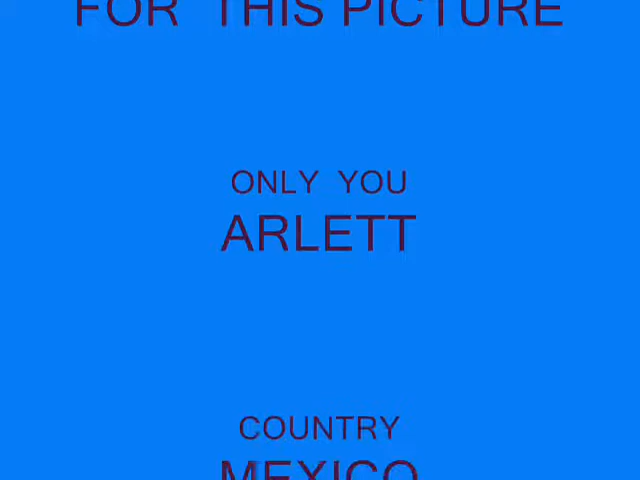 FOR THIS PICTURE
ONLY YOU
ARLETT
COUNTRY
MEXICO